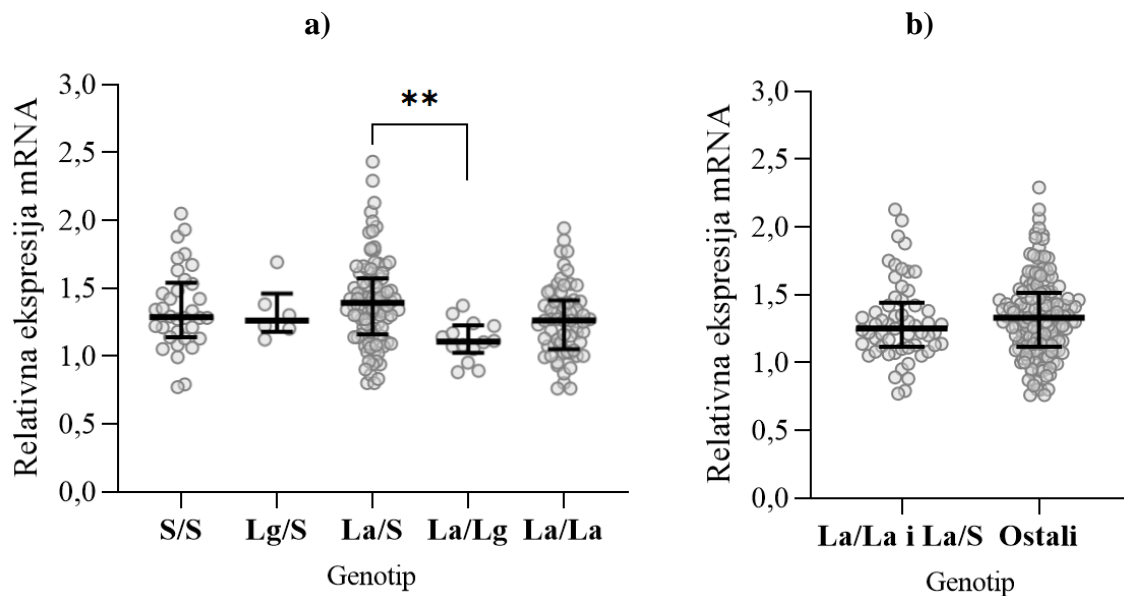 a)
Relativna ekspresija mRNA
3,0
2,5
2,0
1,5
1,0
0,5
0,0
**
S/S Lg/S La/S La/Lg La/La
Genotip
b)
Relativna ekspresija mRNA
3,0
2,5
2,0
1,5
1,0
0,5
0,0
La/La i La/S Ostali
Genotip